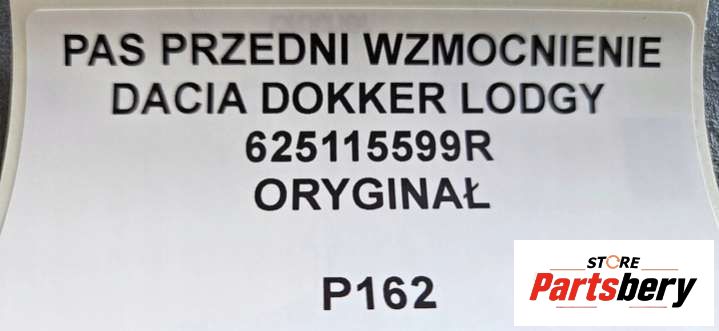 PAS PRZEDNI WZMOCNIENIE
DACIA DOKKER LODGY
625115599R
ORYGINAŁ
P162
STORE
Partsbery